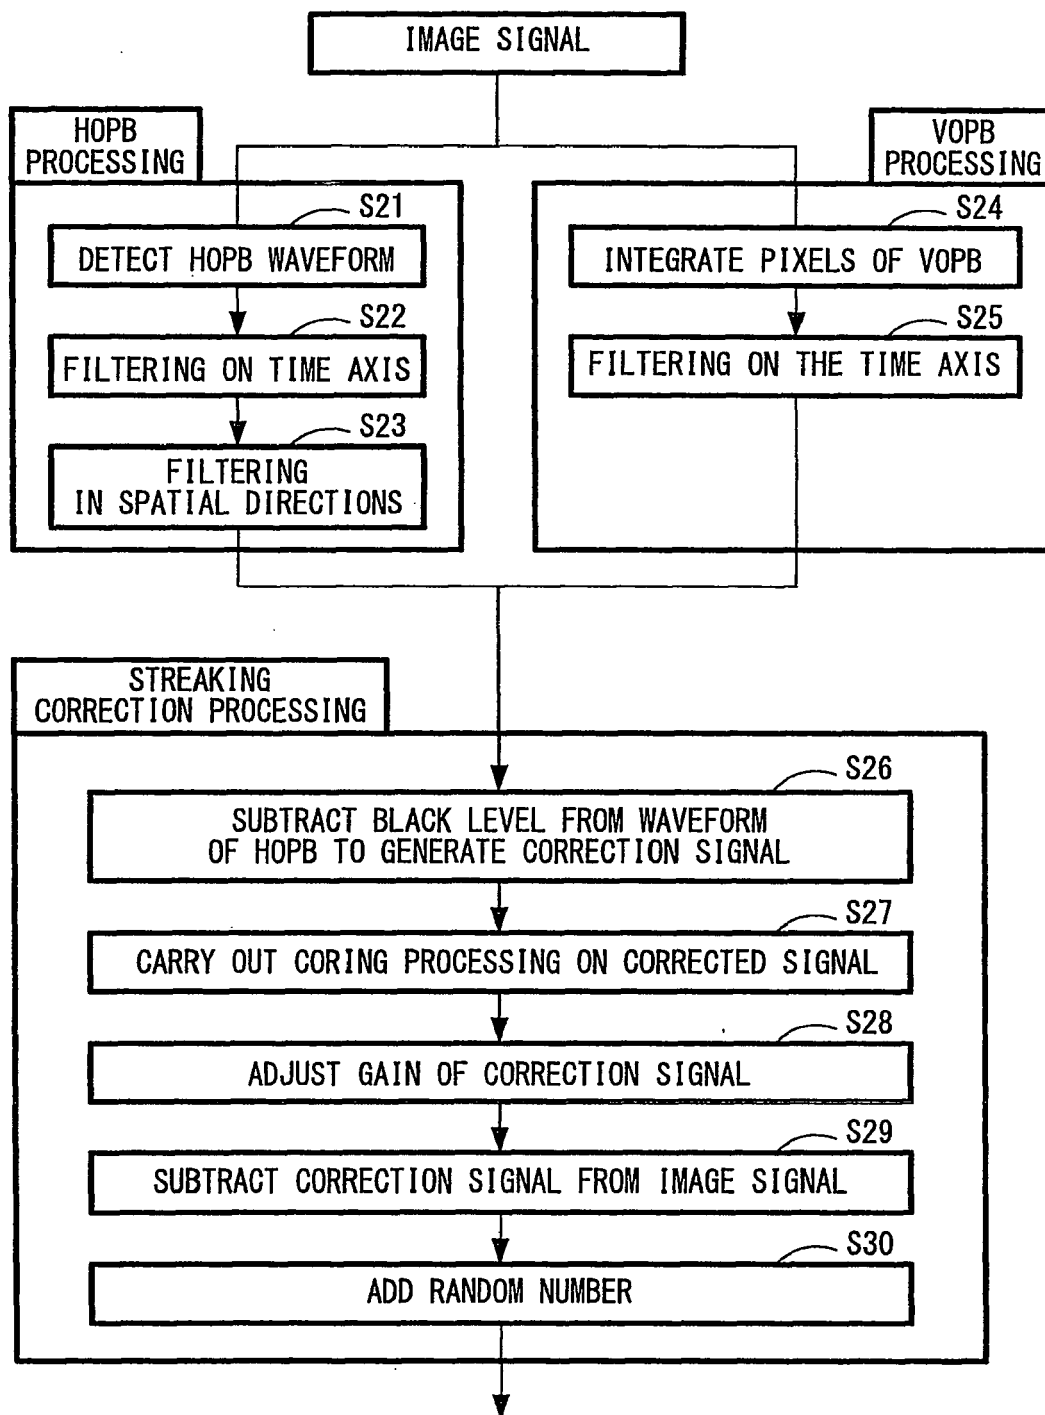 IMAGE SIGNAL
HOPB
PROCESSING
S21
DETECT HOPB WAVEFORM
S22
FILTERING ON TIME AXIS
S23
FILTERING
IN SPATIAL DIRECTIONS
VOPB
PROCESSING
S24
INTEGRATE PIXELS OF VOPB
S25
FILTERING ON THE TIME AXIS
STREAKING
CORRECTION PROCESSING
S26
SUBTRACT BLACK LEVEL FROM WAVEFORM
OF HOPB TO GENERATE CORRECTION SIGNAL
S27
CARRY OUT CORING PROCESSING ON CORRECTED SIGNAL
S28
ADJUST GAIN OF CORRECTION SIGNAL
S29
SUBTRACT CORRECTION SIGNAL FROM IMAGE SIGNAL
S30
ADD RANDOM NUMBER